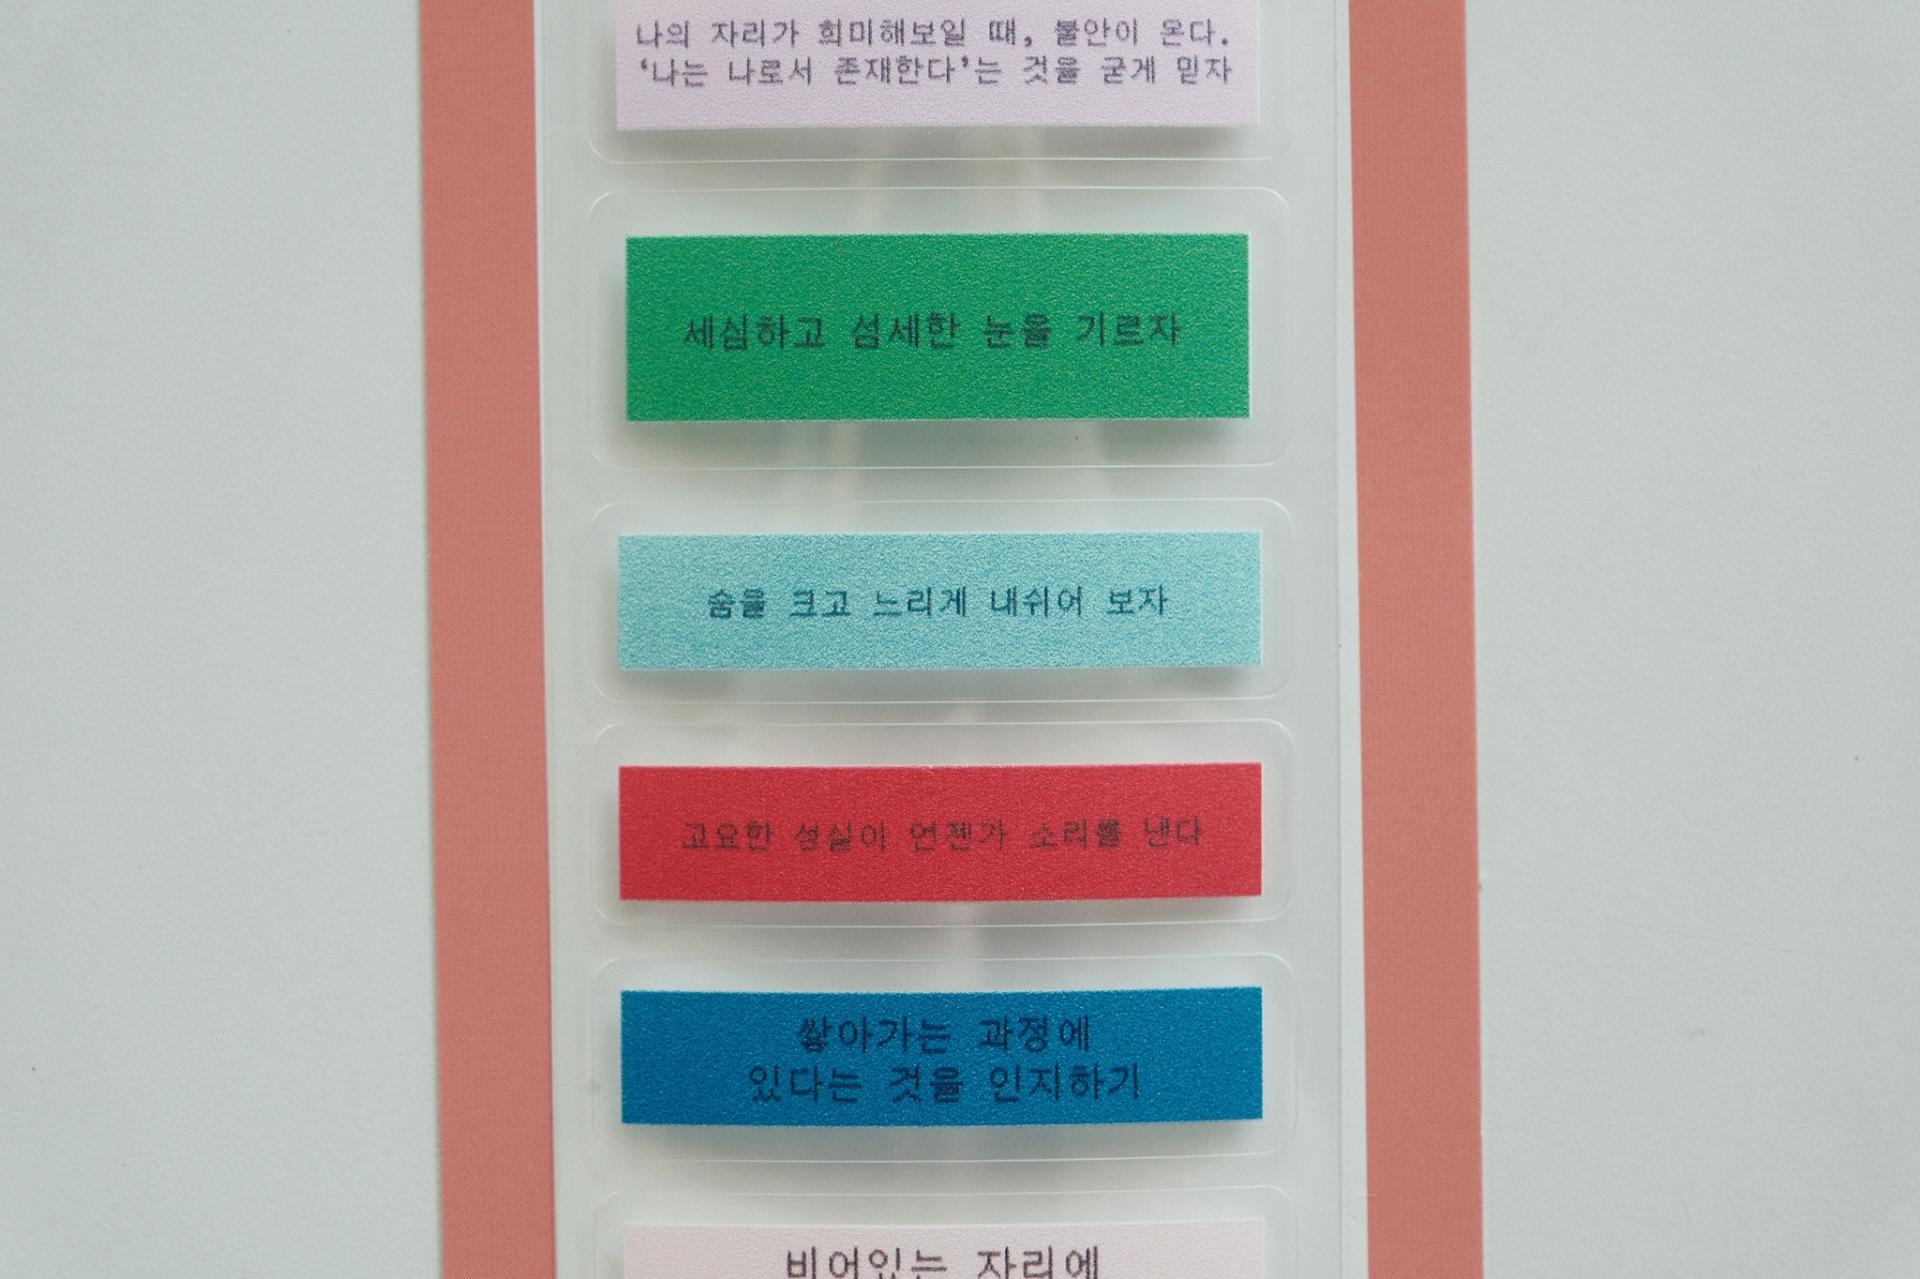 나의 자리가 희미해보일 때, 불안이 온다.
‘나는 나로서 존재한다’는 것을 굳게 믿자
세심하고 섬세한 눈을 기르자
숨을 크고 느리게 내쉬어 보자
고요한 성실이 언젠가 소리를 낸다
쌓아가는 과정에
있다는 것을 인지하기
비어있는 자리에